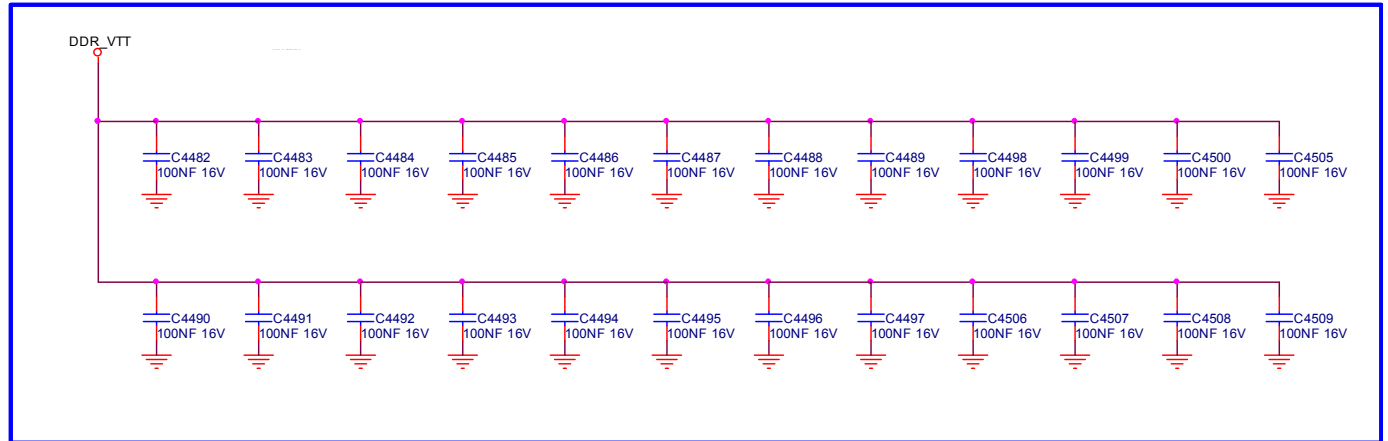 DDR_VTT
C4482
100NF 16V
C4483
100NF 16V
C4484
100NF 16V
C4485
100NF 16V
C4486
100NF 16V
C4487
100NF 16V
C4488
100NF 16V
C4489
100NF 16V
C4498
100NF 16V
C4499
100NF 16V
C4500
100NF 16V
C4505
100NF 16V
C4490
100NF 16V
C4491
100NF 16V
C4492
100NF 16V
C4493
100NF 16V
C4494
100NF 16V
C4495
100NF 16V
C4496
100NF 16V
C4497
100NF 16V
C4506
100NF 16V
C4507
100NF 16V
C4508
100NF 16V
C4509
100NF 16V